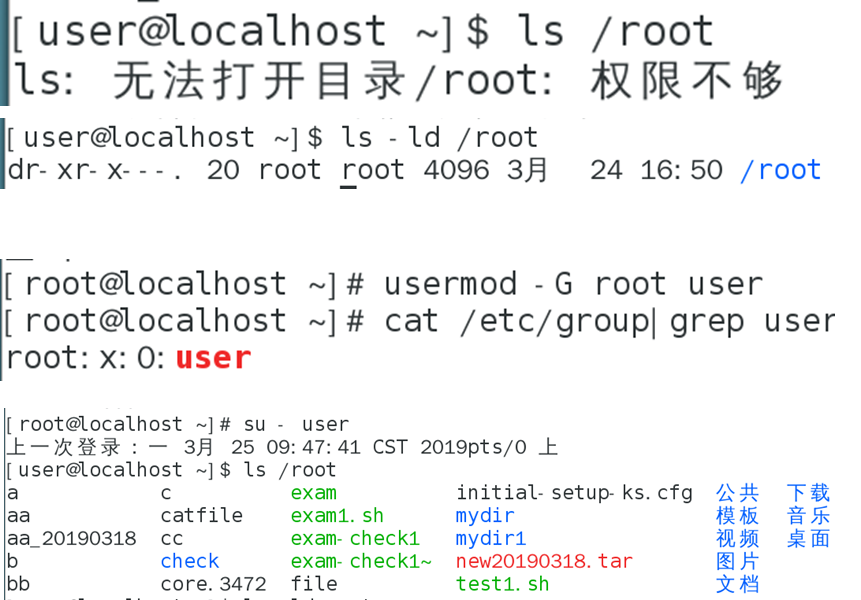 [user@localhost ~]$ ls /root
ls: 无法打开目录/root: 权限不够
[user@localhost ~]$ ls -ld /root
dr-xr-x---. 20 root root 4096 3月 24 16:50 /root
[root@localhost ~]# usermod -G root user
[root@localhost ~]# cat /etc/group|grep user
root:x:0:user
[root@localhost ~]# su - user
上一次登录：一 3月 25 09:47:41 CST 2019pts/0 上
[user@localhost ~]$ ls /root
a c exam initial-setup-ks.cfg 公共 下载
aa catfile exam1.sh mydir 模板 音乐
aa_20190318 cc exam-check1 mydir1 视频 桌面
b check exam-check1~ new20190318.tar 图片
bb core.3472 file test1.sh 文档